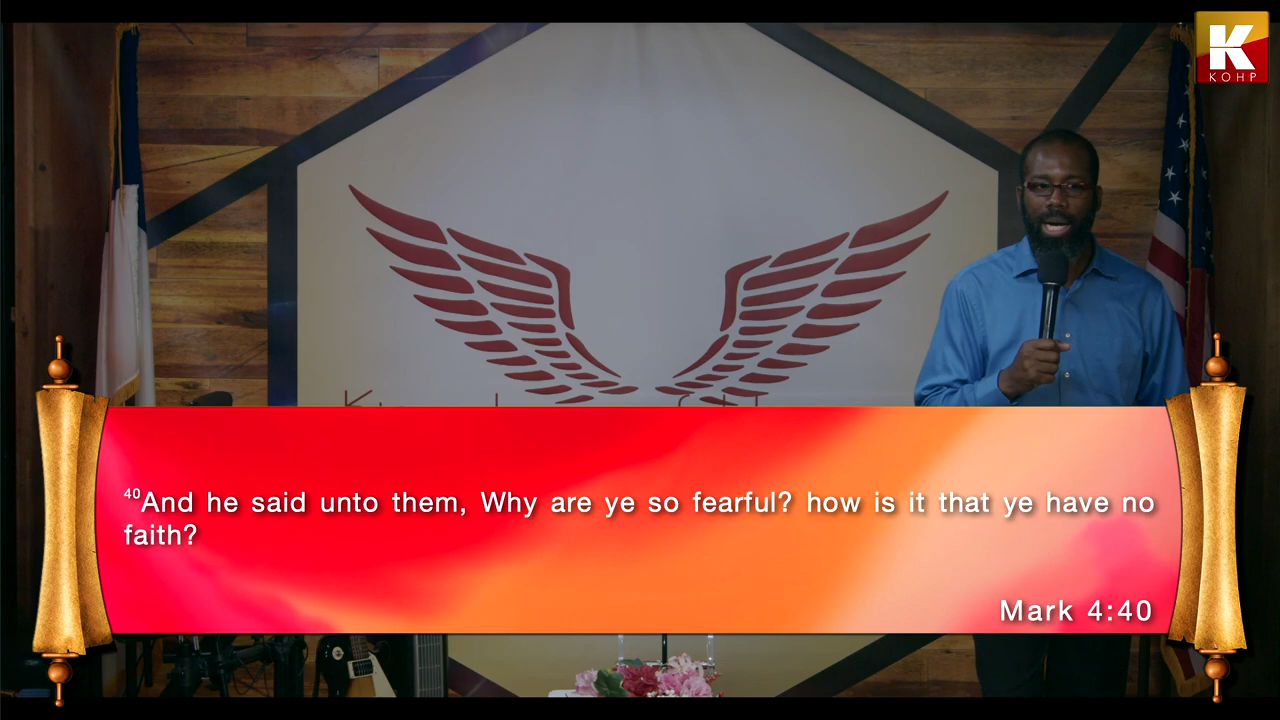 K
KOHP
⁴⁰And he said unto them, Why are ye so fearful? how is it that ye have no
faith?
Mark 4:40